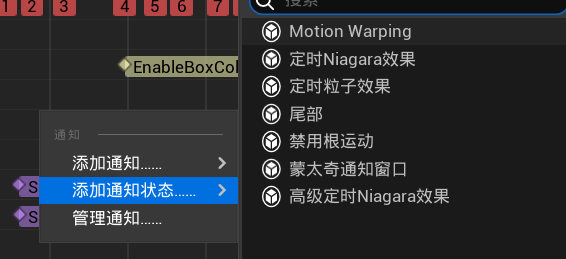 1 2 3 4 5 6 7
搜索
EnableBoxCol
通知
添加通知......
添加通知状态......
管理通知......
S
S
Motion Warping
定时Niagara效果
定时粒子效果
尾部
禁用根运动
蒙太奇通知窗口
高级定时Niagara效果